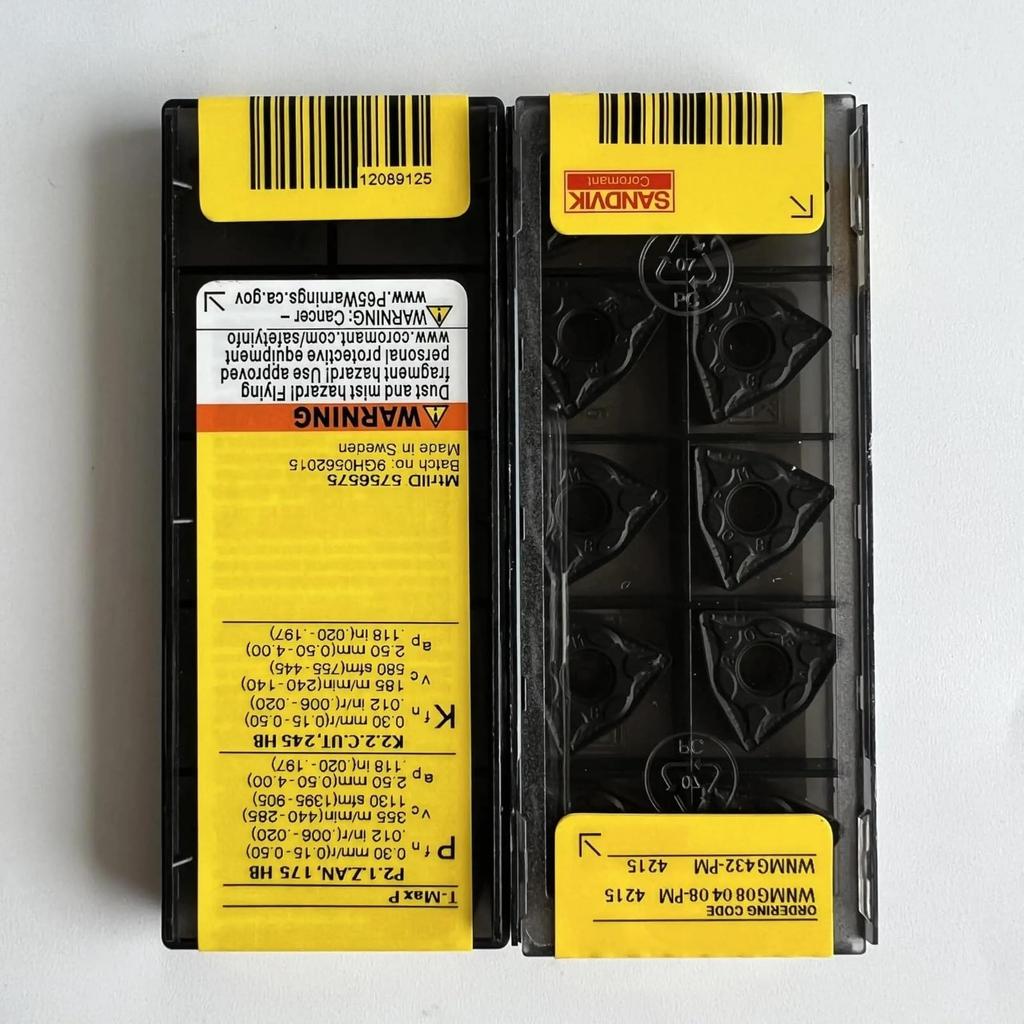 ORDERING CODE
WNMG 08 04 08-PM 4215
WNMG432-PM 4215
07
PC
PC
07
SANDVIK
Coromant
T-Max P
P2.1.Z.AN, 175 HB
P fn 0.30 mm/r(0.15-0.50)
.012 in/r(.006-.020)
vc 355 m/min(440-285)
1130 sfm(1395-905)
ap 2.50 mm(0.50-4.00)
.118 in(.020-.197)
K2.2.C.UT, 245 HB
K fn 0.30 mm/r(0.15-0.50)
.012 in/r(.006-.020)
vc 185 m/min(240-140)
580 sfm(755-445)
ap 2.50 mm(0.50-4.00)
.118 in(.020-.197)
MtrlID 5756575
Batch no: 9GH0562015
Made in Sweden
WARNING
Dust and mist hazard! Flying
fragment hazard! Use approved
personal protective equipment
www.coromant.com/safetyinfo
WARNING: Cancer –
www.P65Warnings.ca.gov
12089125